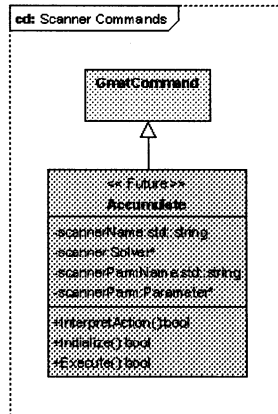 cd: Scanner Commands
GmatCommand
<< Future >>
Accumulate
-scannerName:std::string
-scanner:Solver*
-scannerParmName:std::string
-scannerParm:Parameter*
+InterpretAction():bool
+Initialize():bool
+Execute():bool